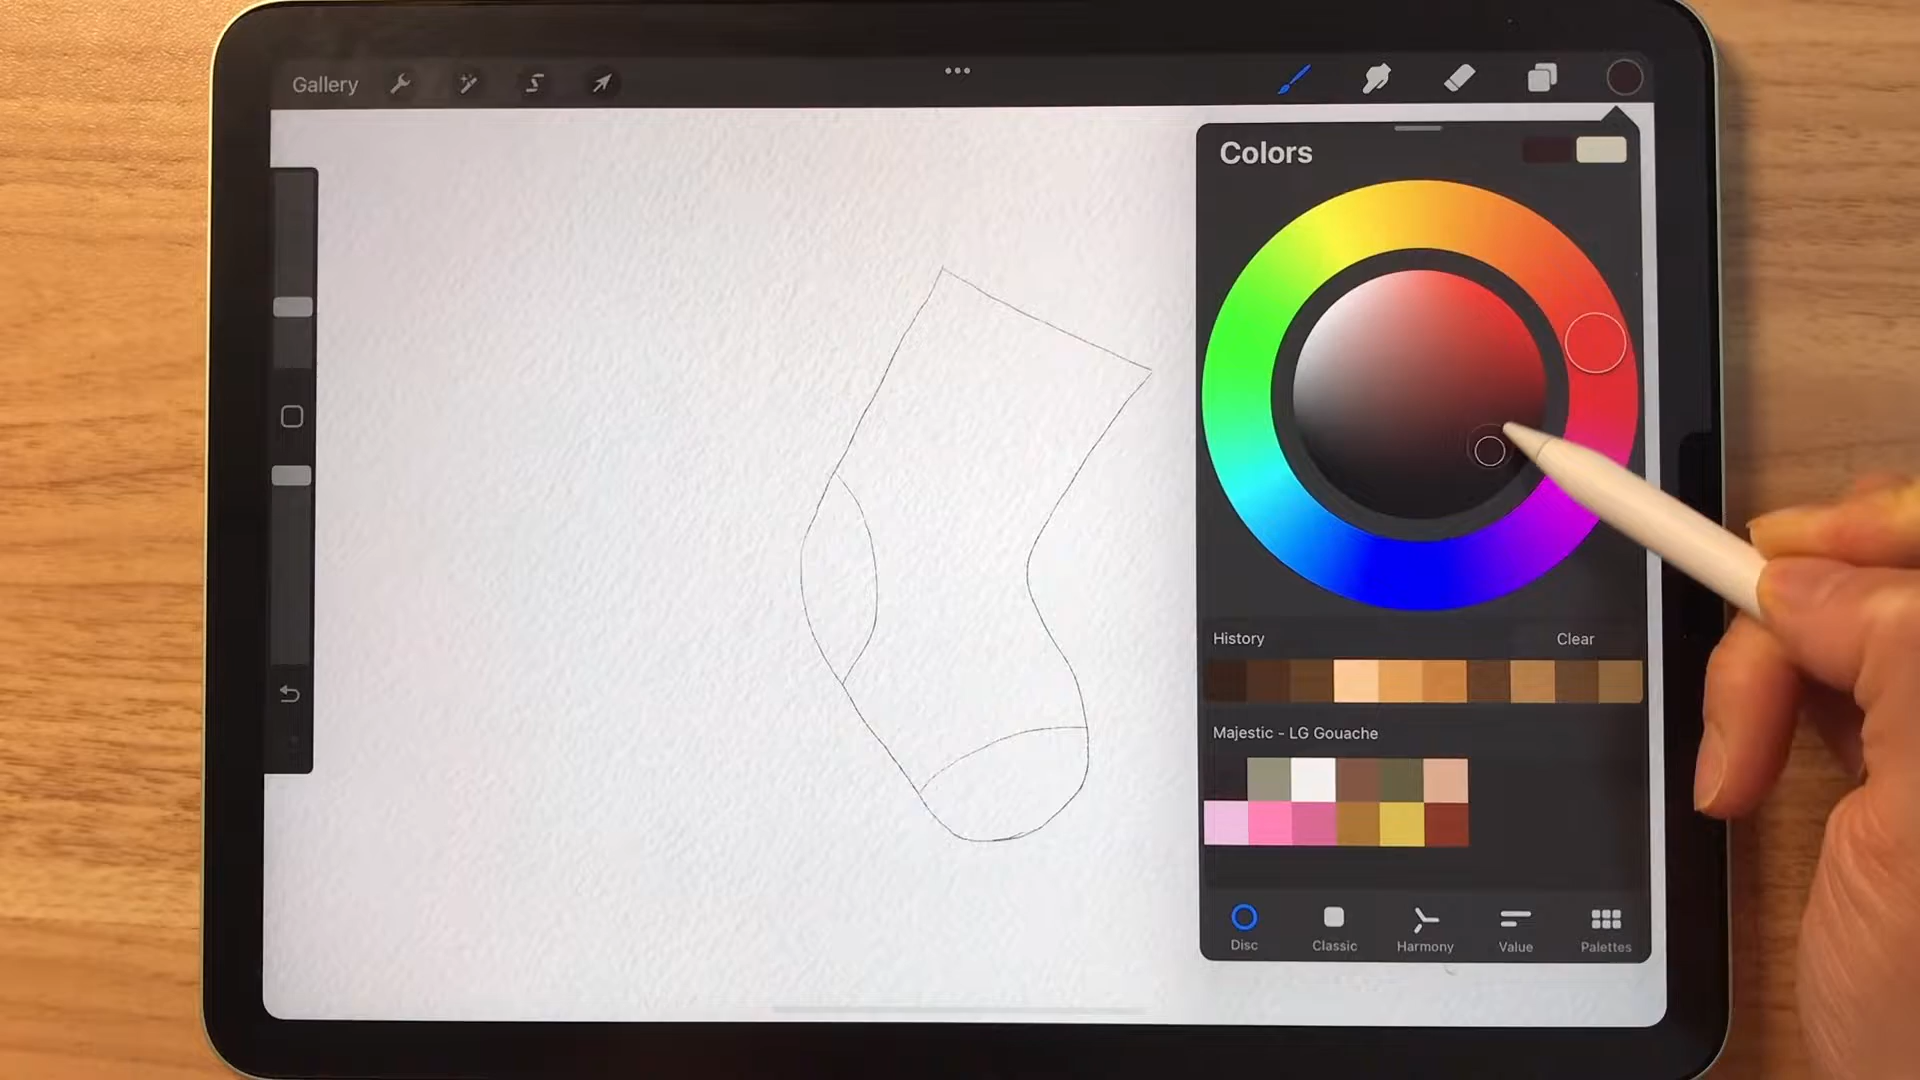 Gallery
Colors
History
Clear
Majestic - LG Gouache
Disc
Classic
Harmony
Value
Palettes